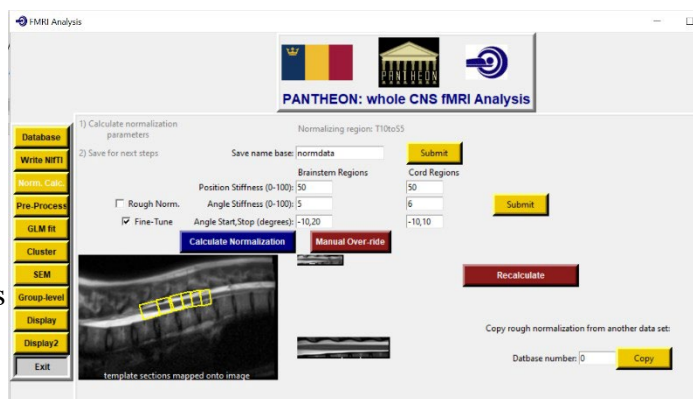 FMRI Analysis
PANTHEON
PANTHEON: whole CNS fMRI Analysis
Database
Write NIfTI
Norm. Calc.
Pre-Process
GLM fit
Cluster
SEM
Group-level
Display
Display2
Exit
1) Calculate normalization
parameters
2) Save for next steps
Normalizing region: T10toS5
Save name base: normdata Submit
Brainstem Regions Cord Regions
Position Stiffness (0-100): 50 50
Rough Norm. Angle Stiffness (0-100): 5 6 Submit
Fine-Tune Angle Start,Stop (degrees): -10,20 -10,10
Calculate Normalization Manual Over-ride
Recalculate
template sections mapped onto image
Copy rough normalization from another data set:
Datbase number: 0 Copy
s